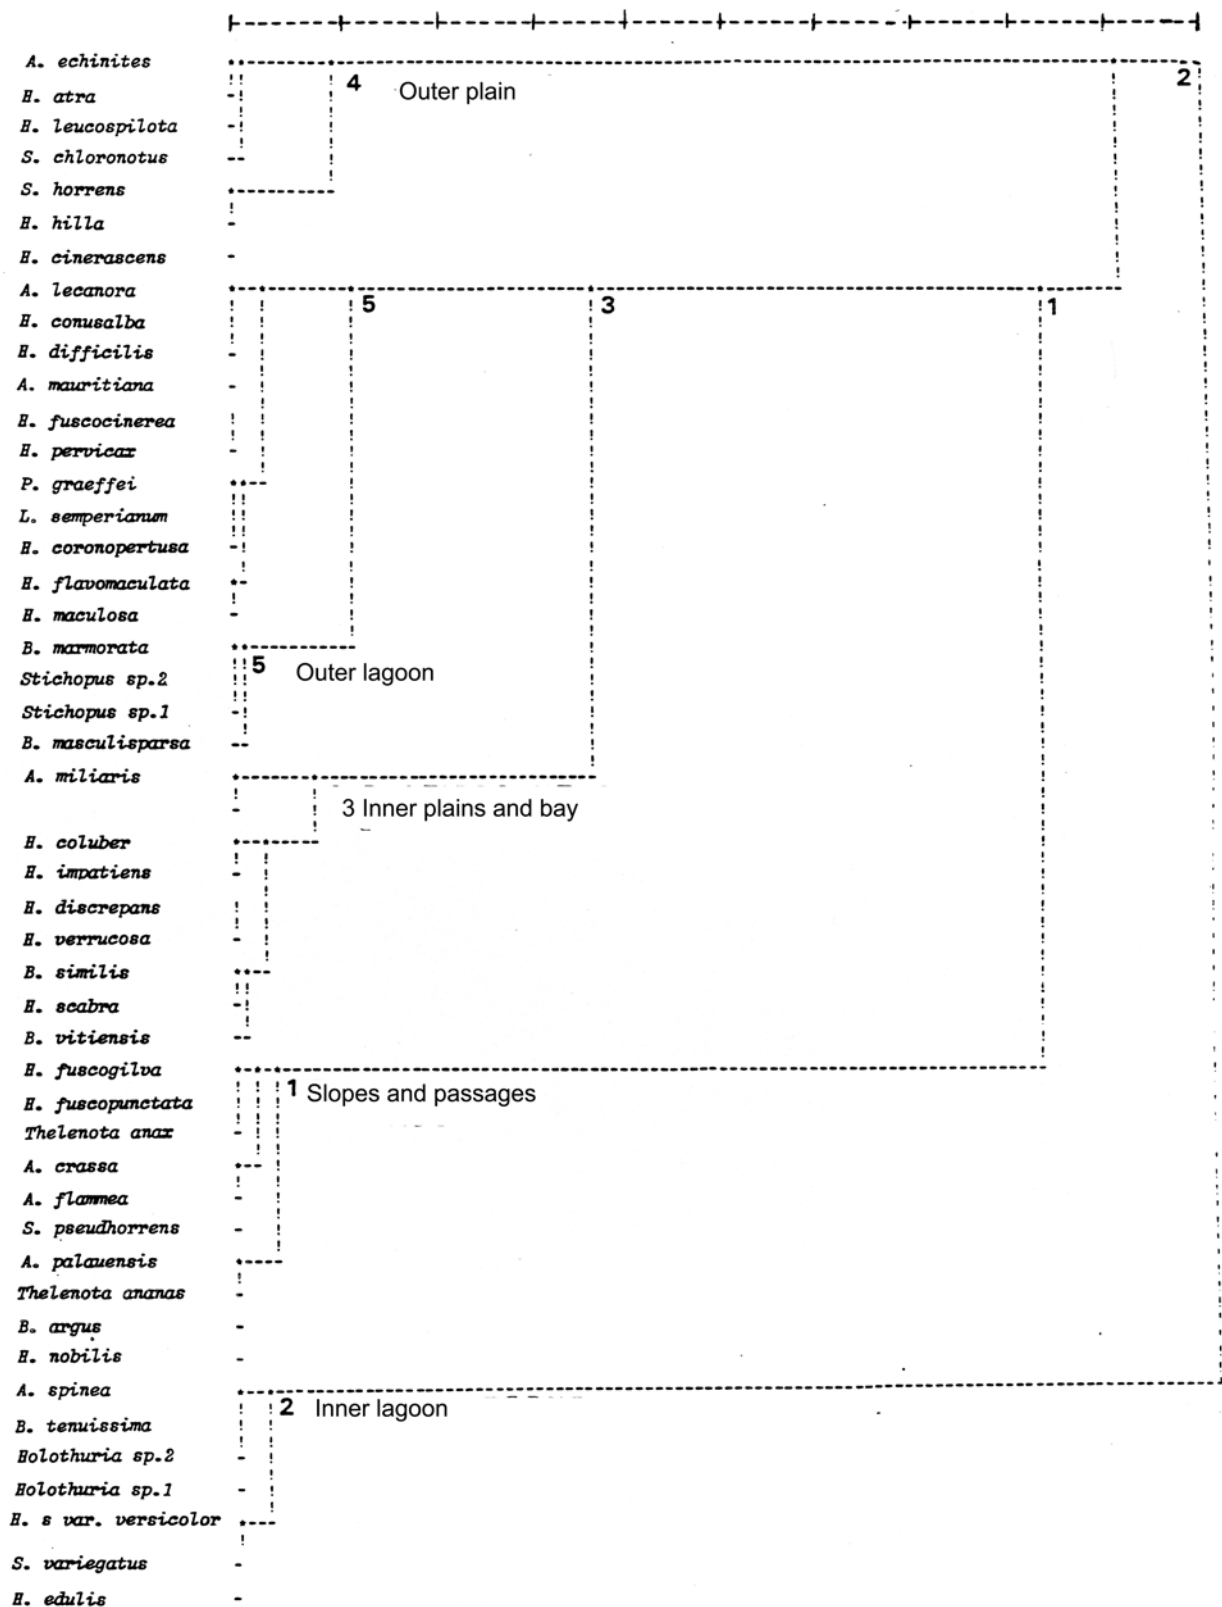 A. echinites
4 Outer plain 2
H. atra
H. leucospilota
S. chloronotus
S. horrens
H. hilla
H. cinerascens
A. lecanora
5 3 1
H. conusalba
H. difficilis
A. mauritiana
H. fuscocinerea
H. pervicax
P. graeffei
L. semperianum
H. coronopertusa
H. flavomaculata
H. maculosa
B. marmorata
5 Outer lagoon
Stichopus sp.2
Stichopus sp.1
B. masculisparsa
A. miliaris
3 Inner plains and bay
H. coluber
H. impatiens
H. discrepans
H. verrucosa
B. similis
H. scabra
B. vitiensis
H. fuscogilva
1 Slopes and passages
H. fuscopunctata
Thelenota anax
A. crassa
A. flammea
S. pseudhorrens
A. palauensis
Thelenota ananas
B. argus
H. nobilis
A. spinea
2 Inner lagoon
B. tenuissima
Holothuria sp.2
Holothuria sp.1
H. s var. versicolor
S. variegatus
H. edulis